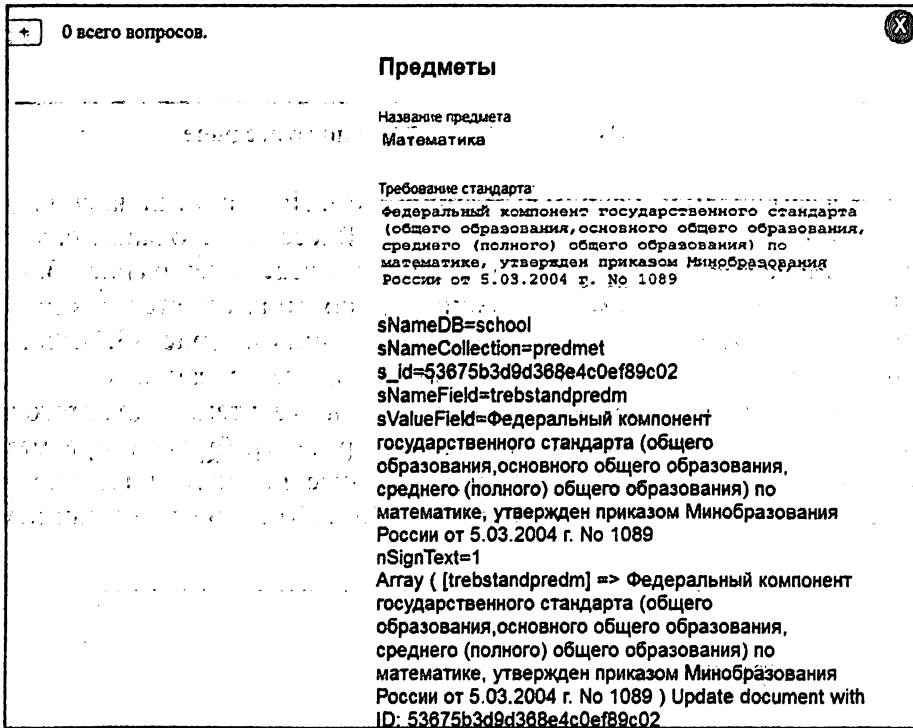 + 0 всего вопросов.
X
Предметы
Название предмета
Математика
Требование стандарта
Федеральный компонент государственного стандарта
(общего образования,основного общего образования,
среднего (полного) общего образования) по
математике, утвержден приказом Минобразования
России от 5.03.2004 г. No 1089
sNameDB=school
sNameCollection=predmet
s_id=53675b3d9d368e4c0ef89c02
sNameField=trebstandpredm
sValueField=Федеральный компонент
государственного стандарта (общего
образования,основного общего образования,
среднего (полного) общего образования) по
математике, утвержден приказом Минобразования
России от 5.03.2004 г. No 1089
nSignText=1
Array ( [trebstandpredm] => Федеральный компонент
государственного стандарта (общего
образования,основного общего образования,
среднего (полного) общего образования) по
математике, утвержден приказом Минобразования
России от 5.03.2004 г. No 1089 ) Update document with
ID: 53675b3d9d368e4c0ef89c02